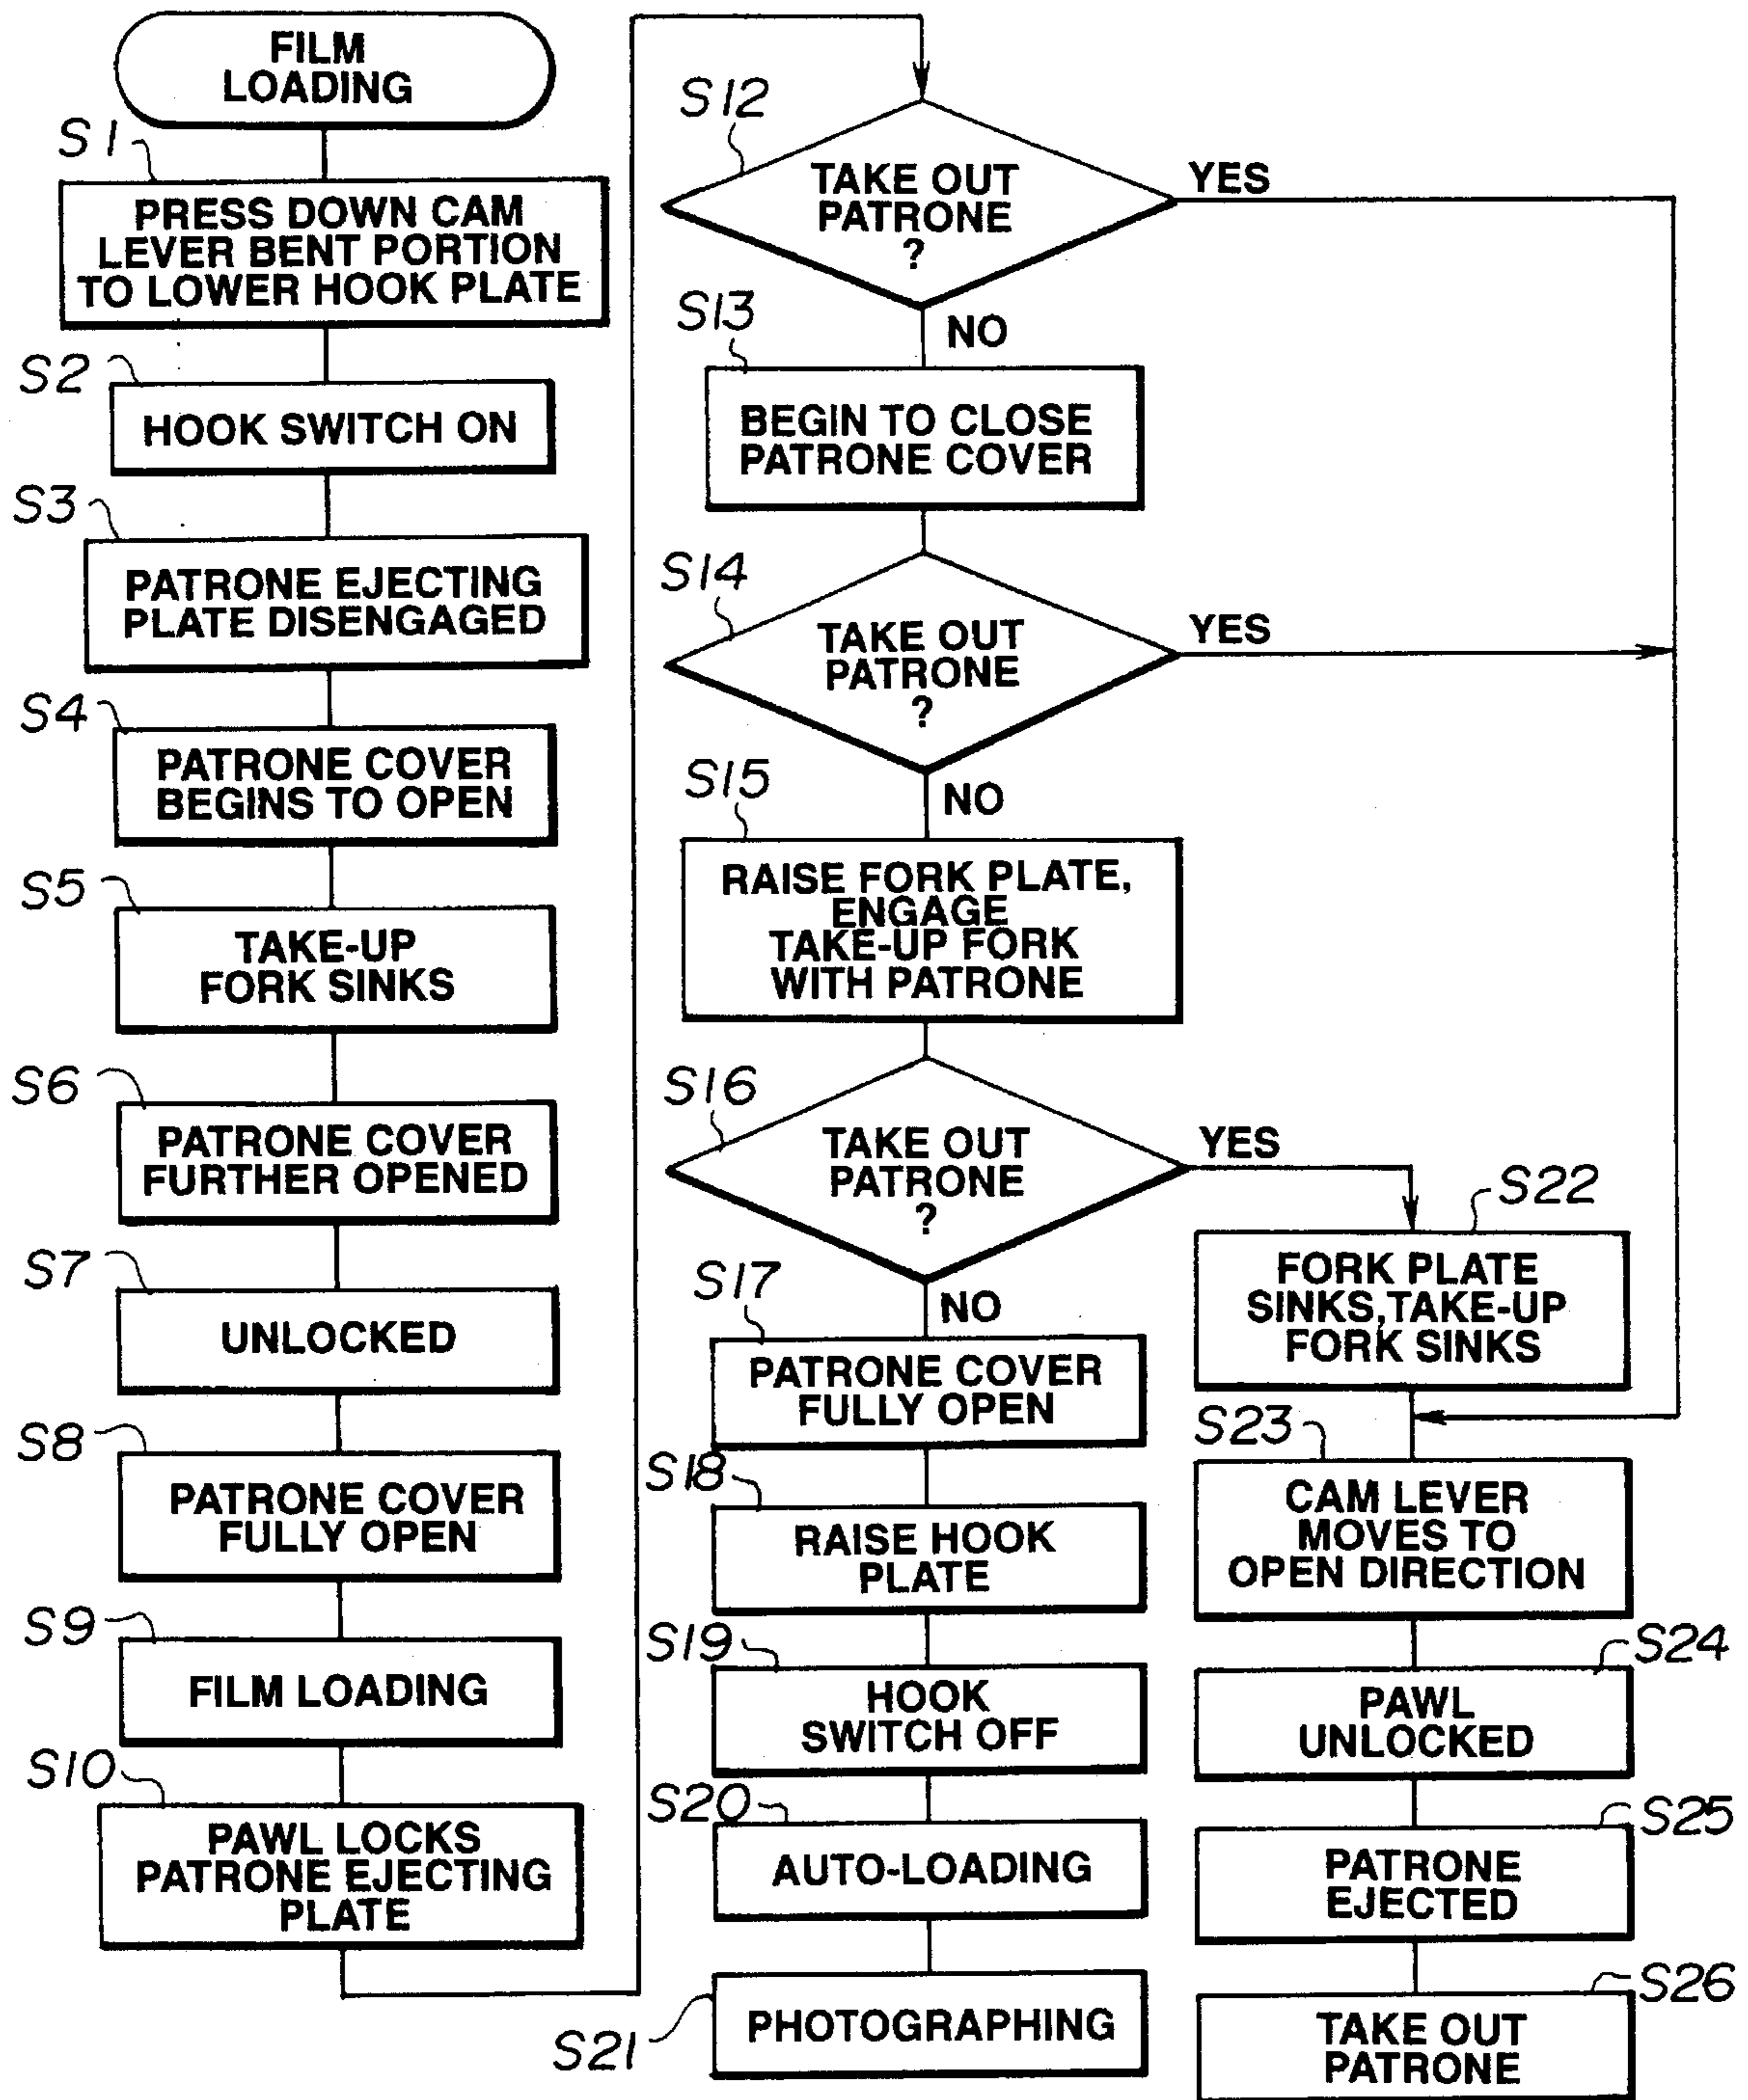 FILM
LOADING
S1
PRESS DOWN CAM
LEVER BENT PORTION
TO LOWER HOOK PLATE
S2
HOOK SWITCH ON
S3
PATRONE EJECTING
PLATE DISENGAGED
S4
PATRONE COVER
BEGINS TO OPEN
S5
TAKE-UP
FORK SINKS
S6
PATRONE COVER
FURTHER OPENED
S7
UNLOCKED
S8
PATRONE COVER
FULLY OPEN
S9
FILM LOADING
S10
PAWL LOCKS
PATRONE EJECTING
PLATE
S12
TAKE OUT
PATRONE
?
YES
NO
S13
BEGIN TO CLOSE
PATRONE COVER
S14
TAKE OUT
PATRONE
?
YES
NO
S15
RAISE FORK PLATE,
ENGAGE
TAKE-UP FORK
WITH PATRONE
S16
TAKE OUT
PATRONE
?
YES
NO
S17
PATRONE COVER
FULLY OPEN
S18
RAISE HOOK
PLATE
S19
HOOK
SWITCH OFF
S20
AUTO-LOADING
S21
PHOTOGRAPHING
S22
FORK PLATE
SINKS,TAKE-UP
FORK SINKS
S23
CAM LEVER
MOVES TO
OPEN DIRECTION
S24
PAWL
UNLOCKED
S25
PATRONE
EJECTED
S26
TAKE OUT
PATRONE